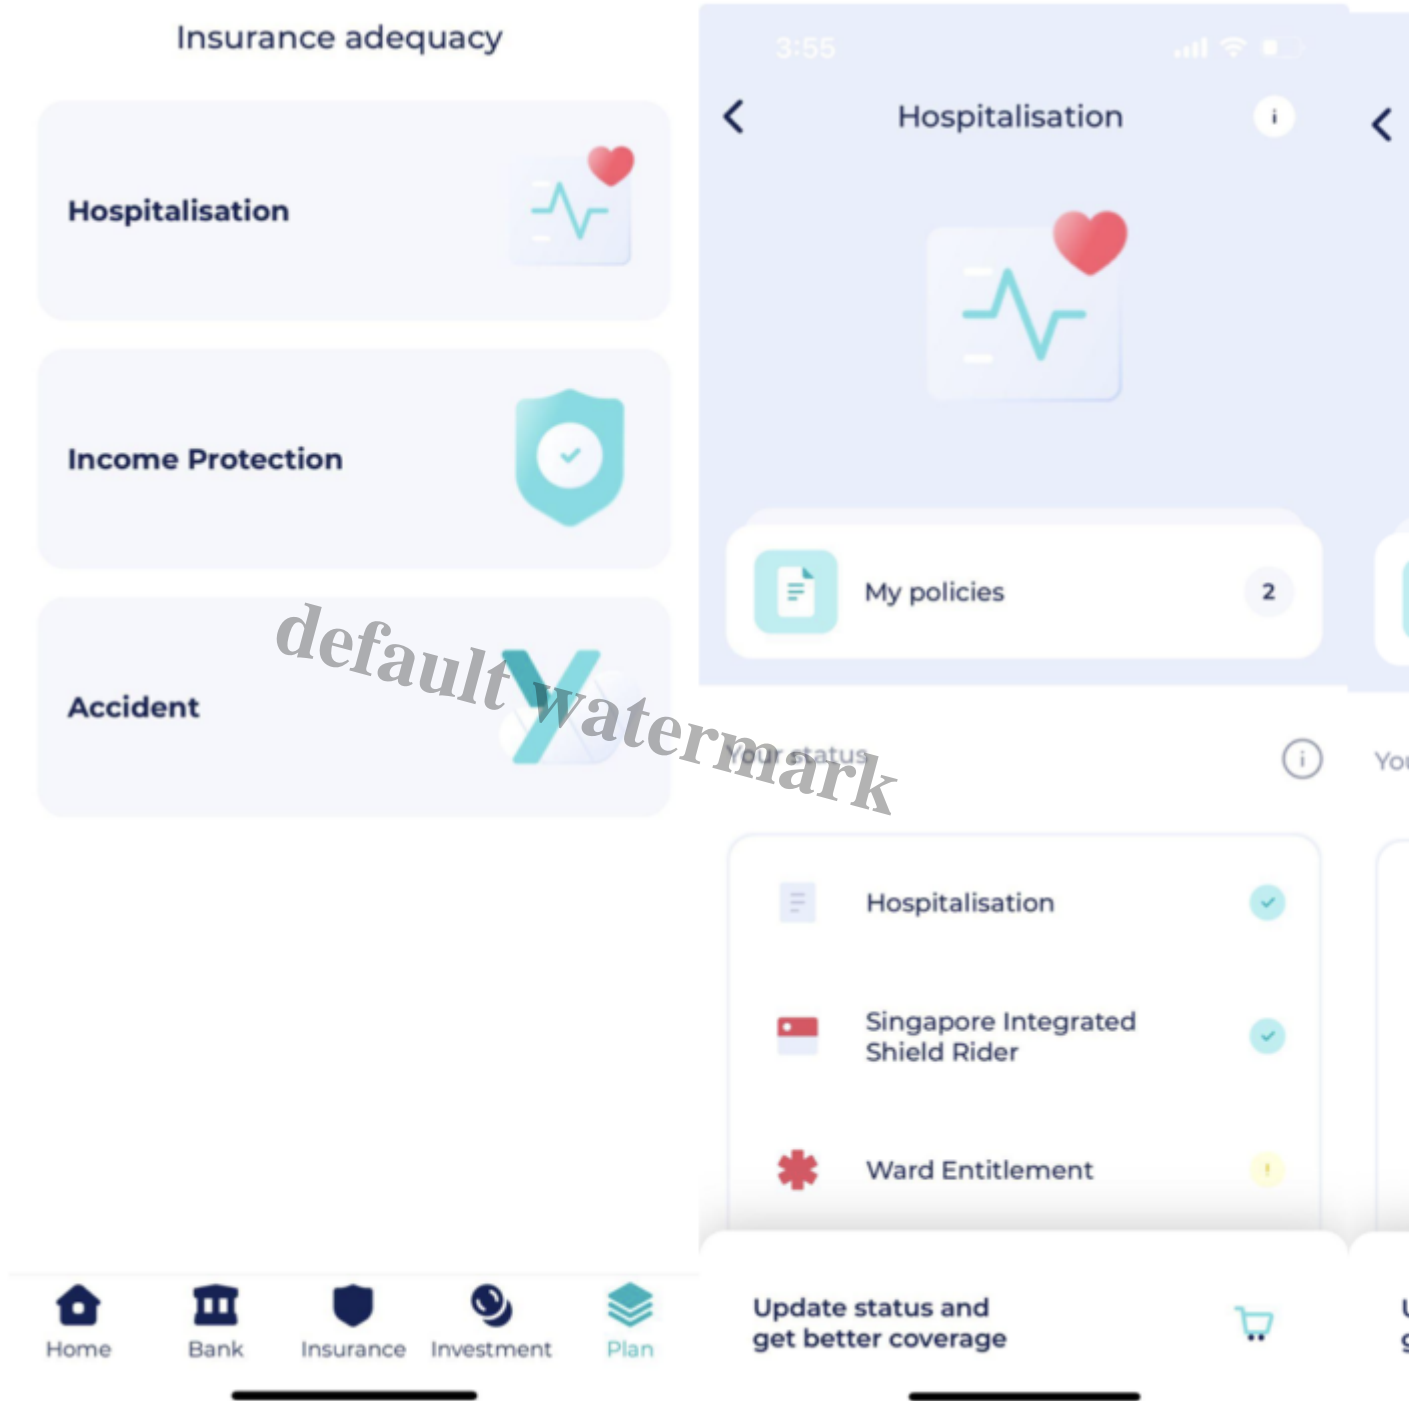 Insurance adequacy
Hospitalisation
Income Protection
Accident
Home
Bank
Insurance
Investment
Plan
default watermark
3:55
Hospitalisation
i
My policies
2
Your status
i
Hospitalisation
Singapore Integrated
Shield Rider
Ward Entitlement
!
Update status and
get better coverage